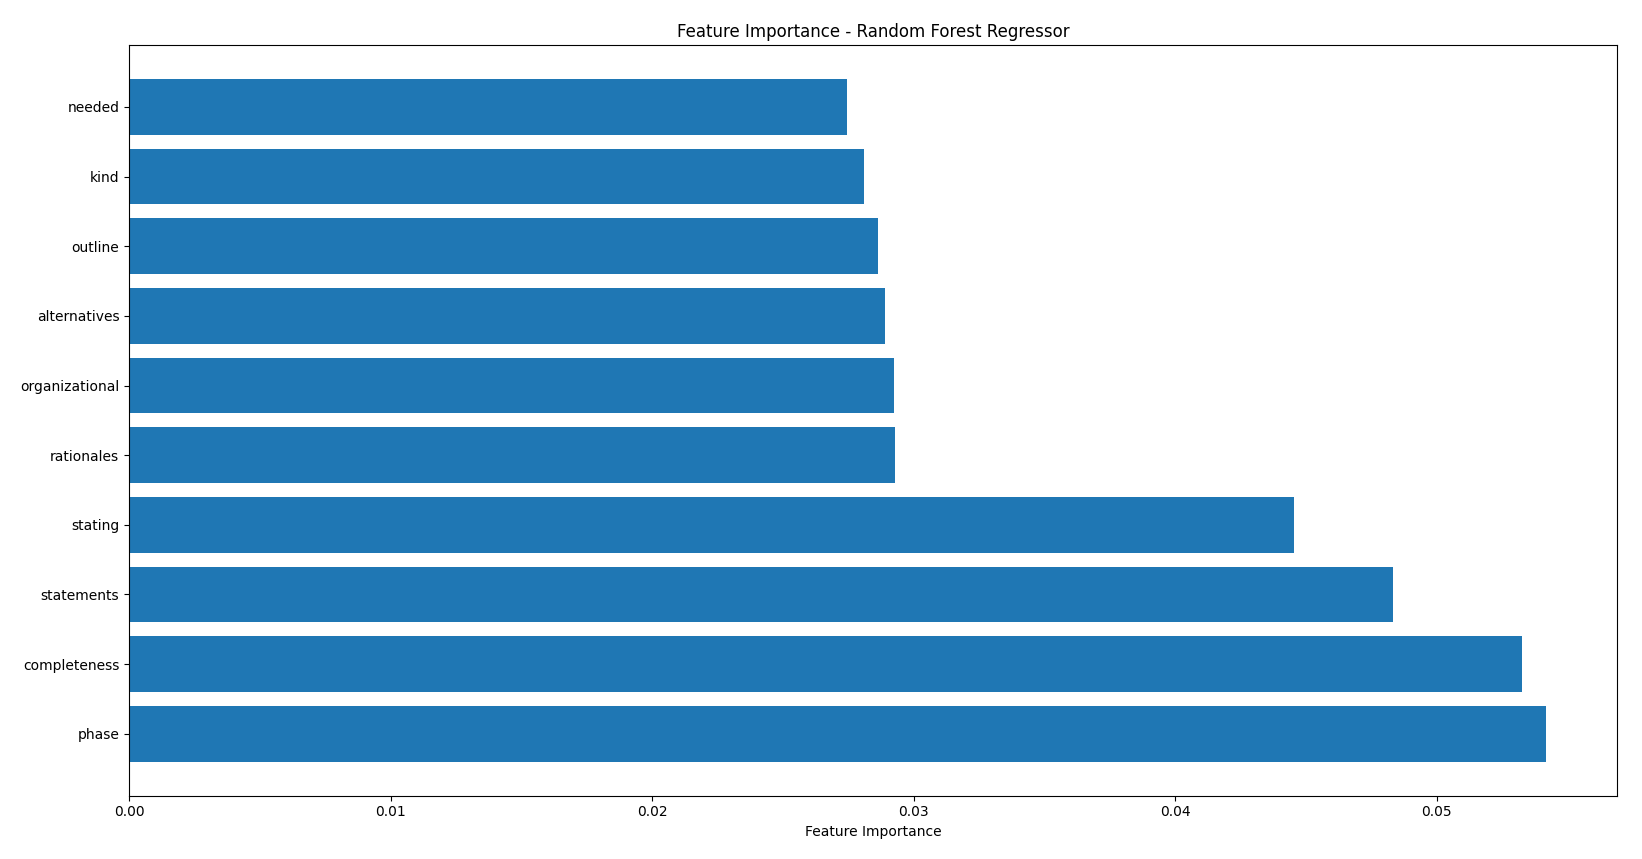 Feature Importance - Random Forest Regressor
needed
kind
outline
alternatives
organizational
rationales
stating
statements
completeness
phase
0.00 0.01 0.02 0.03 0.04 0.05
Feature Importance